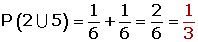 P(2∪5) = 1/6 + 1/6 = 2/6 = 1/3